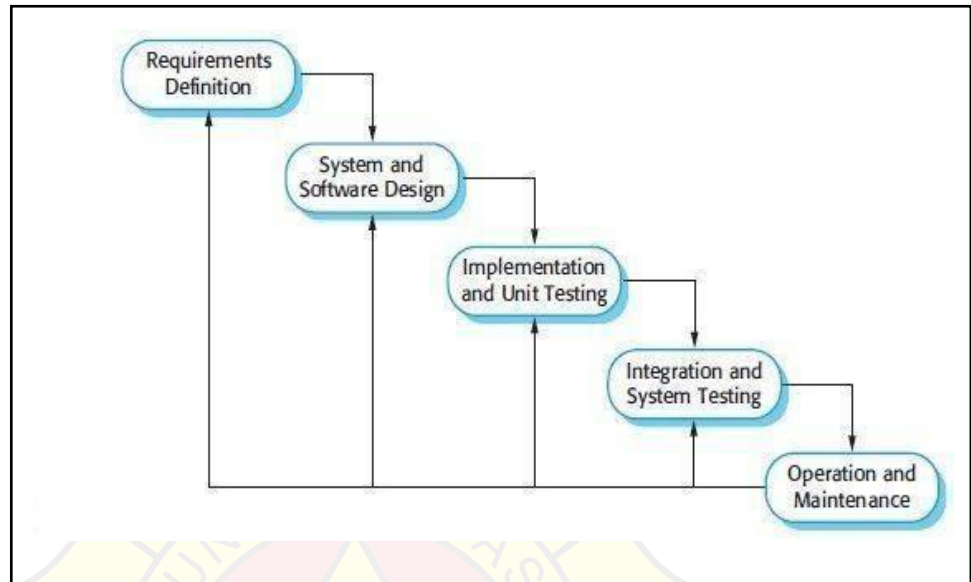 Requirements
Definition
System and
Software Design
Implementation
and Unit Testing
Integration and
System Testing
Operation and
Maintenance